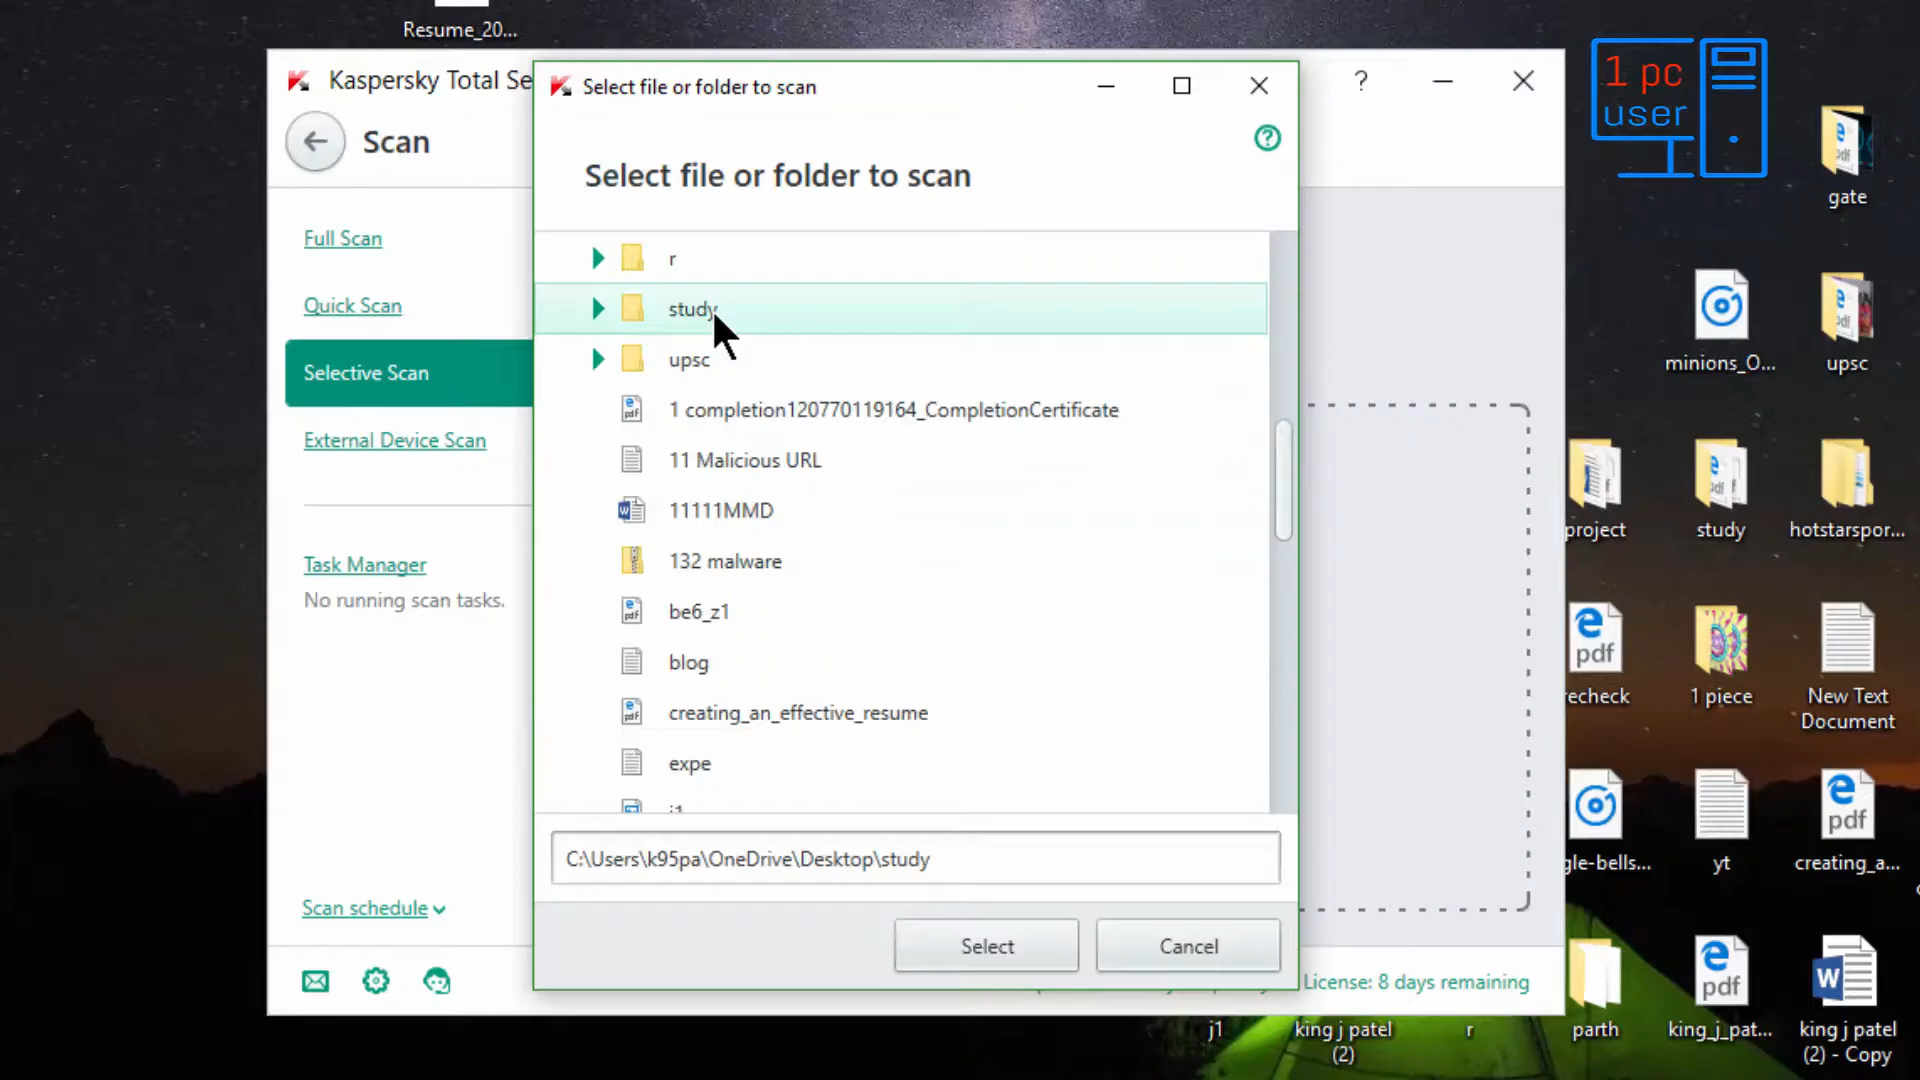 Resume_20...
Kaspersky Total Se
Select file or folder to scan
?
1 pc
user
Scan
Select file or folder to scan
gate
Full Scan
Quick Scan
Selective Scan
External Device Scan
Task Manager
No running scan tasks.
r
study
upsc
1 completion120770119164_CompletionCertificate
11 Malicious URL
11111MMD
132 malware
be6_z1
blog
creating_an_effective_resume
expe
minions_O...
upsc
project
study
hotstarspor...
pdf
echeck
1 piece
New Text
Document
C:\Users\k95pa\OneDrive\Desktop\study
gle-bells...
yt
pdf
creating_a...
Scan schedule
Select
Cancel
License: 8 days remaining
pdf
j1
king j patel
(2)
r
parth
king_j_pat...
king j patel
(2) - Copy